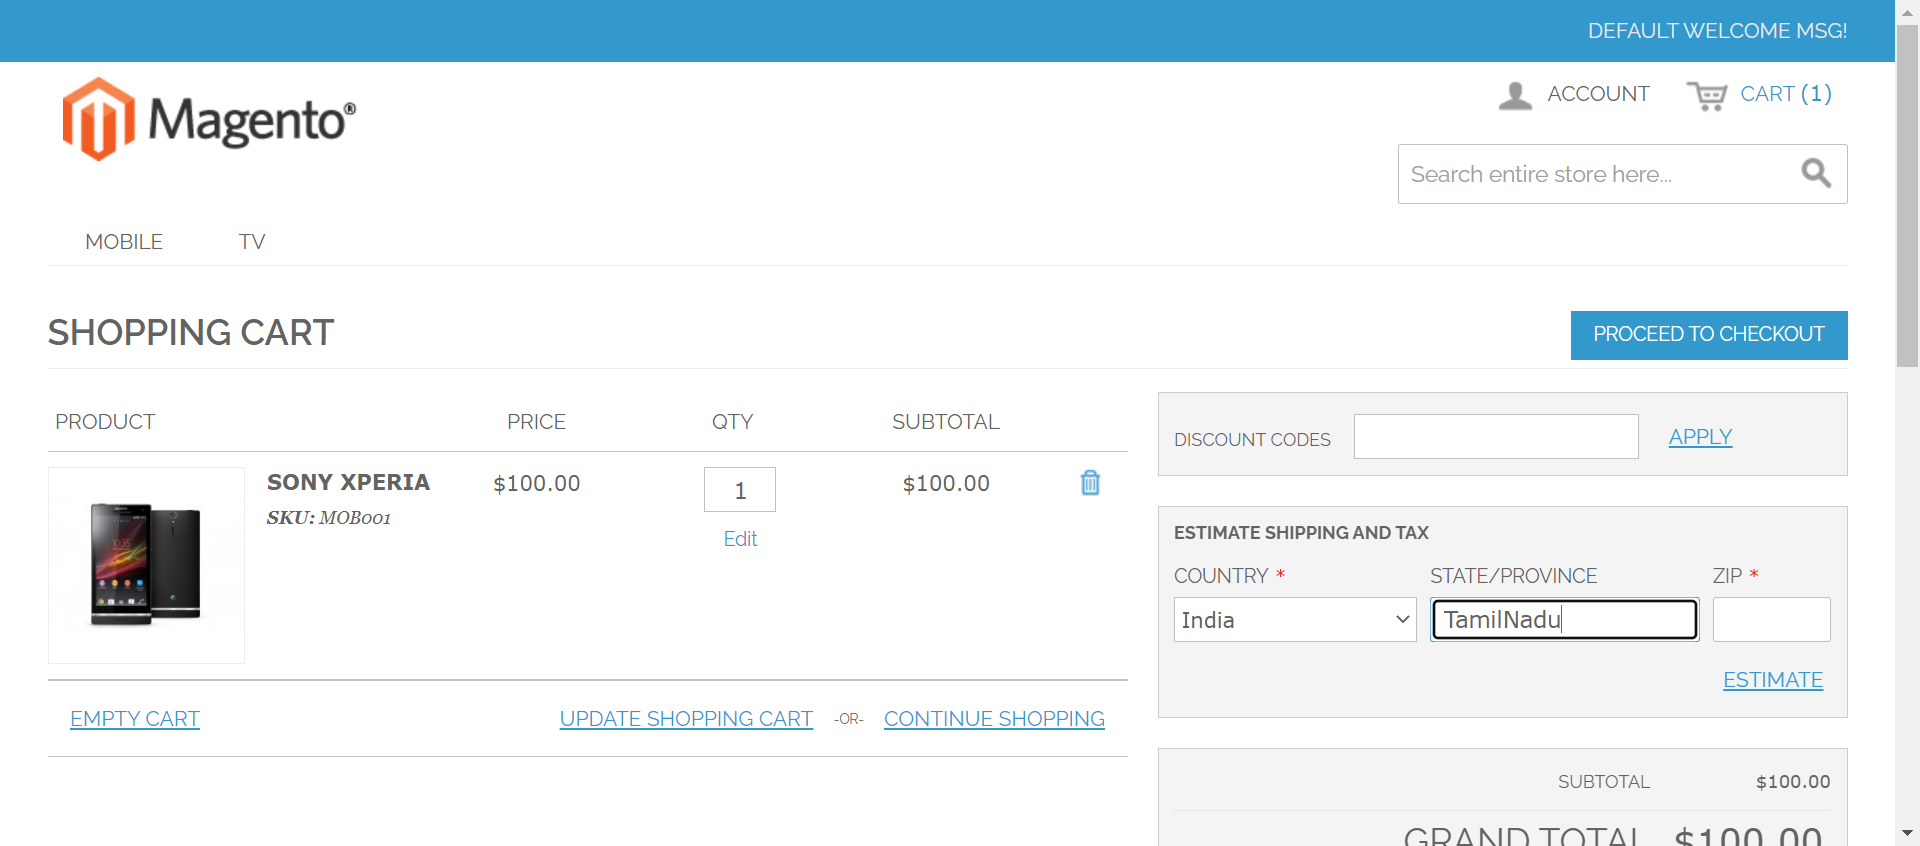 DEFAULT WELCOME MSG!
Magento®
ACCOUNT
CART (1)
Search entire store here...
MOBILE
TV
SHOPPING CART
PROCEED TO CHECKOUT
PRODUCT PRICE QTY SUBTOTAL
SONY XPERIA $100.00 1 $100.00
SKU: MOB001
Edit
EMPTY CART UPDATE SHOPPING CART -OR- CONTINUE SHOPPING
DISCOUNT CODES APPLY
ESTIMATE SHIPPING AND TAX
COUNTRY * STATE/PROVINCE ZIP *
India TamilNadu
ESTIMATE
SUBTOTAL $100.00
GRAND TOTAL $100.00